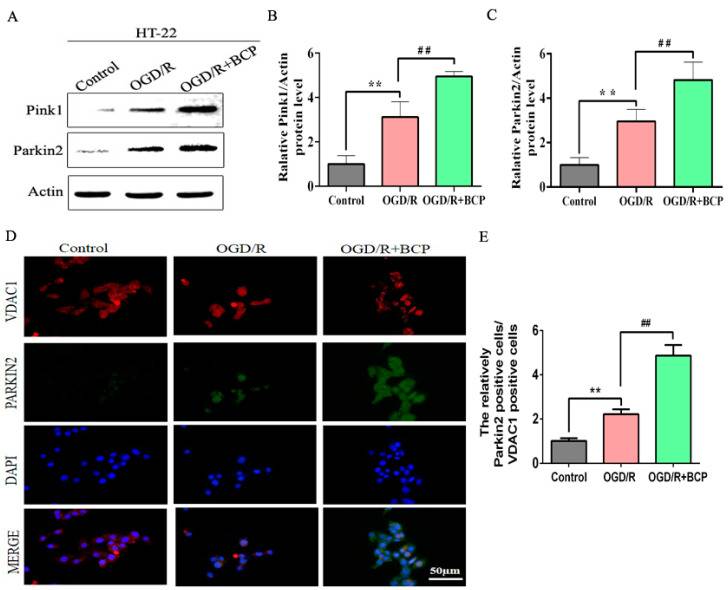 A
HT-22
Control
OGD/R
OGD/R+BCP
Pink1
Parkin2
Actin
B
Ralative Pink1/Actin
protein level
6
4
2
0
**
##
Control
OGD/R
OGD/R+BCP
C
Ralative Parkin2/Actin
protein level
6
4
2
0
* *
##
Control
OGD/R
OGD/R+BCP
D
Control
OGD/R
OGD/R+BCP
VDAC1
PARKIN2
DAPI
MERGE
50μm
E
The relatively
Parkin2 positive cells/
VDAC1 positive cells
6
4
2
0
**
##
Control
OGD/R
OGD/R+BCP